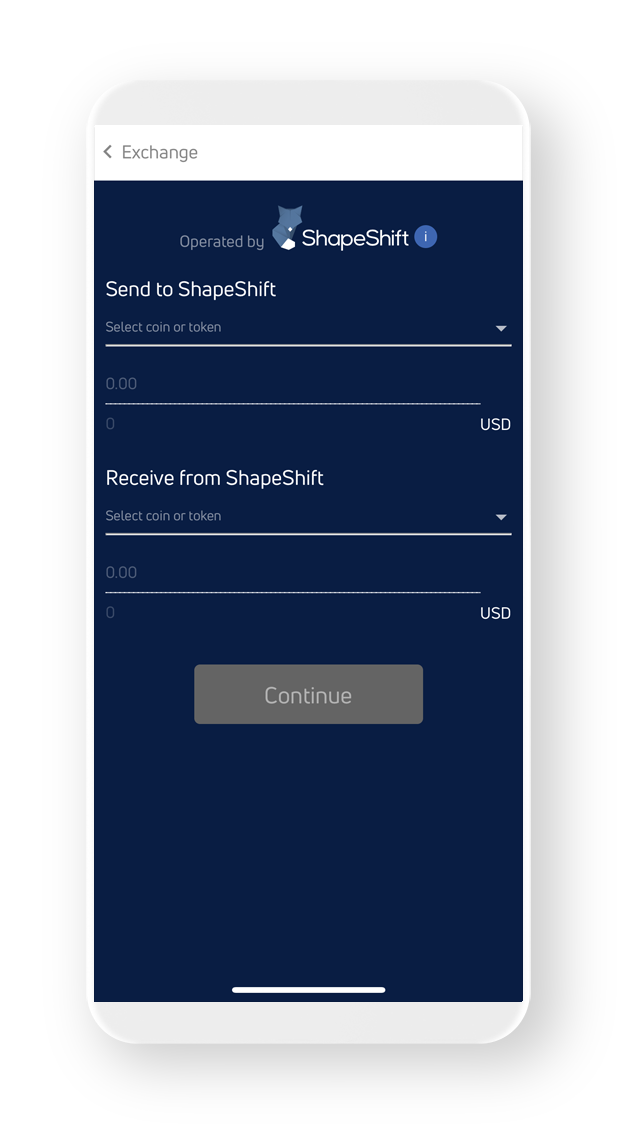 Exchange
Operated by ShapeShift i
Send to ShapeShift
Select coin or token
0.00
0 USD
Receive from ShapeShift
Select coin or token
0.00
0 USD
Continue